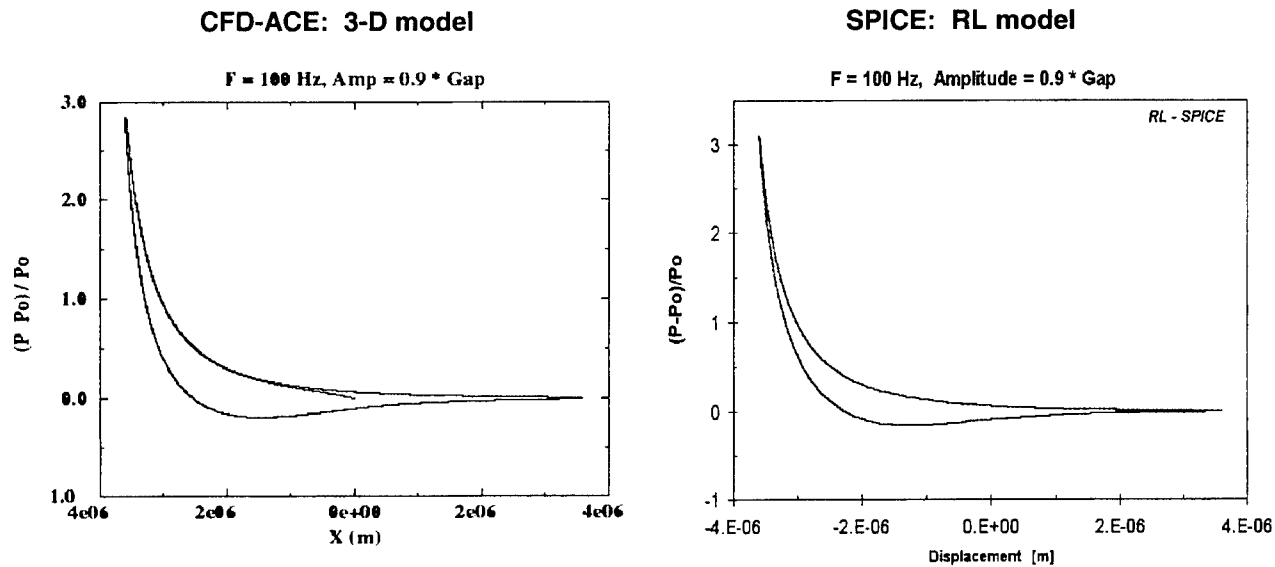 CFD-ACE: 3-D model
F = 100 Hz, Amp = 0.9 * Gap
3.0
2.0
1.0
0.0
1.0
(P Po) / Po
4e06 2e06 0e+00 2e06 4e06
X (m)
SPICE: RL model
F = 100 Hz, Amplitude = 0.9 * Gap
RL - SPICE
3
2
1
0
-1
(P-Po)/Po
-4.E-06 -2.E-06 0.E+00 2.E-06 4.E-06
Displacement [m]